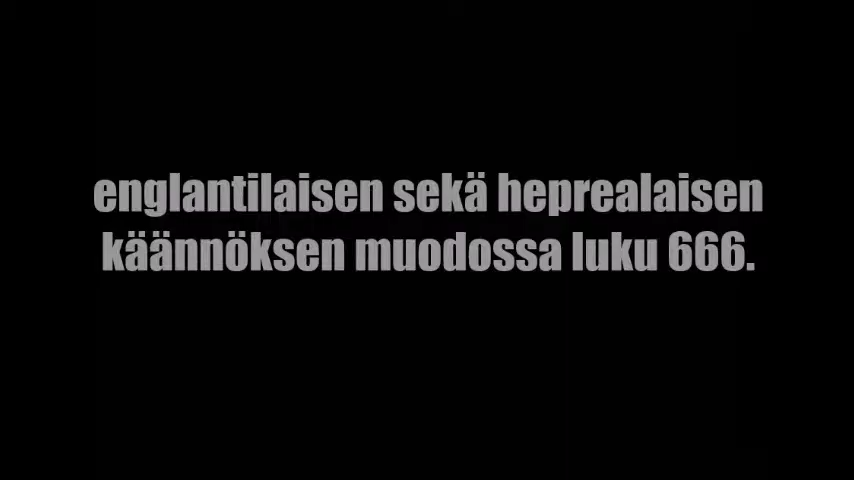 englantilaisen sekä heprealaisen
käännöksen muodossa luku 666.